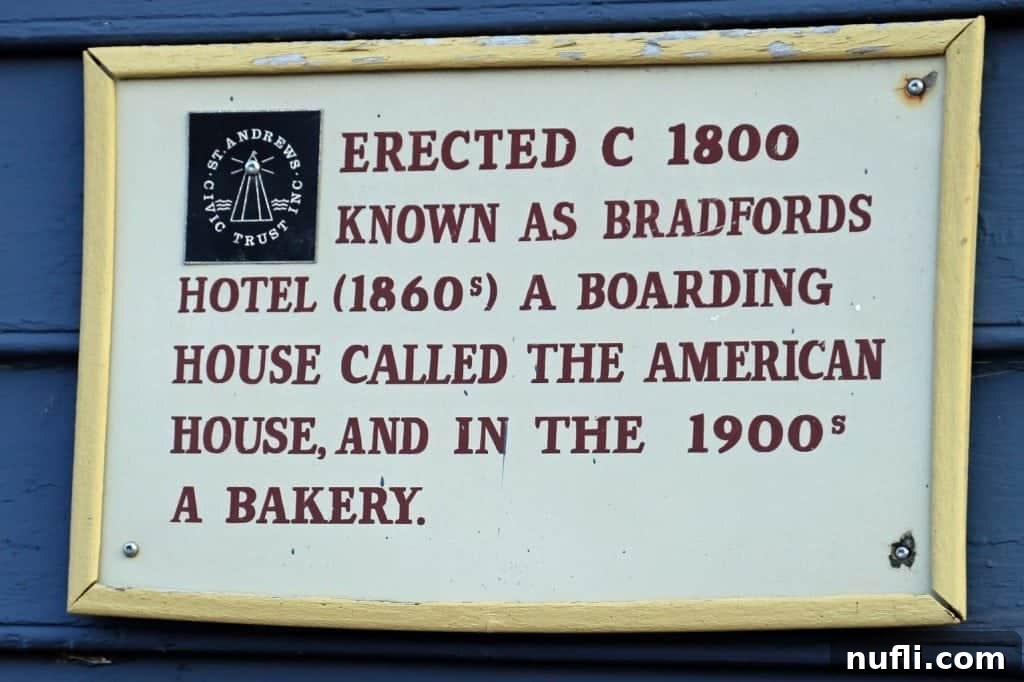 ST. ANDREWS · CIVIC TRUST INC ·
ERECTED C 1800
KNOWN AS BRADFORDS
HOTEL (1860s) A BOARDING
HOUSE CALLED THE AMERICAN
HOUSE, AND IN THE 1900s
A BAKERY.
nufli.com